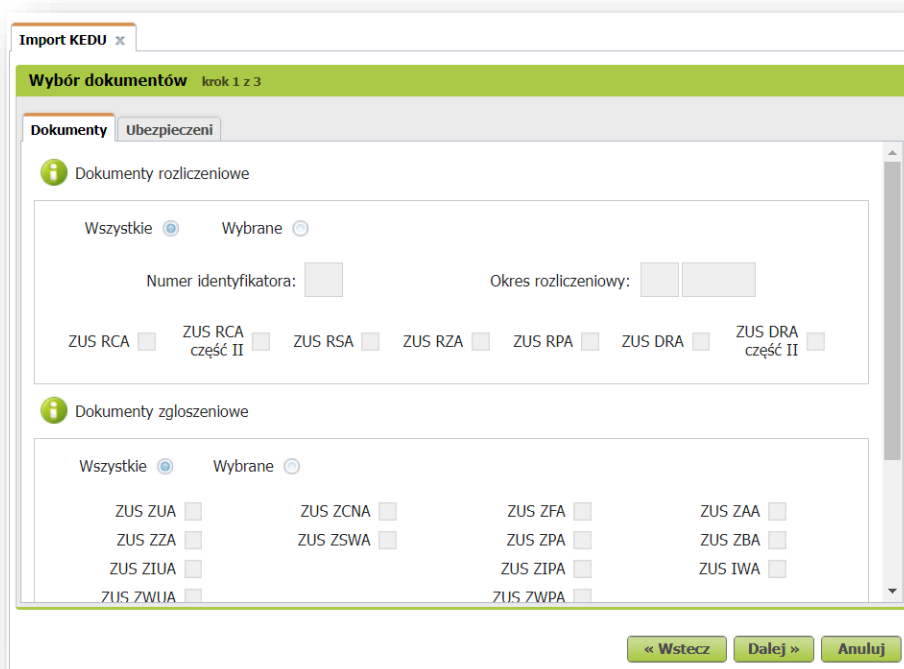 Import KEDU x
Wybór dokumentów krok 1 z 3
Dokumenty Ubezpieczeni
Dokumenty rozliczeniowe
Wszystkie Wybrane
Numer identyfikatora: Okres rozliczeniowy:
ZUS RCA ZUS RCA część II ZUS RSA ZUS RZA ZUS RPA ZUS DRA ZUS DRA część II
Dokumenty zgloszeniowe
Wszystkie Wybrane
ZUS ZUA ZUS ZCNA ZUS ZFA ZUS ZAA
ZUS ZZA ZUS ZSWA ZUS ZPA ZUS ZBA
ZUS ZIUA ZUS ZIPA ZUS IWA
ZUS ZWUA ZUS ZWPA
« Wstecz Dalej » Anuluj